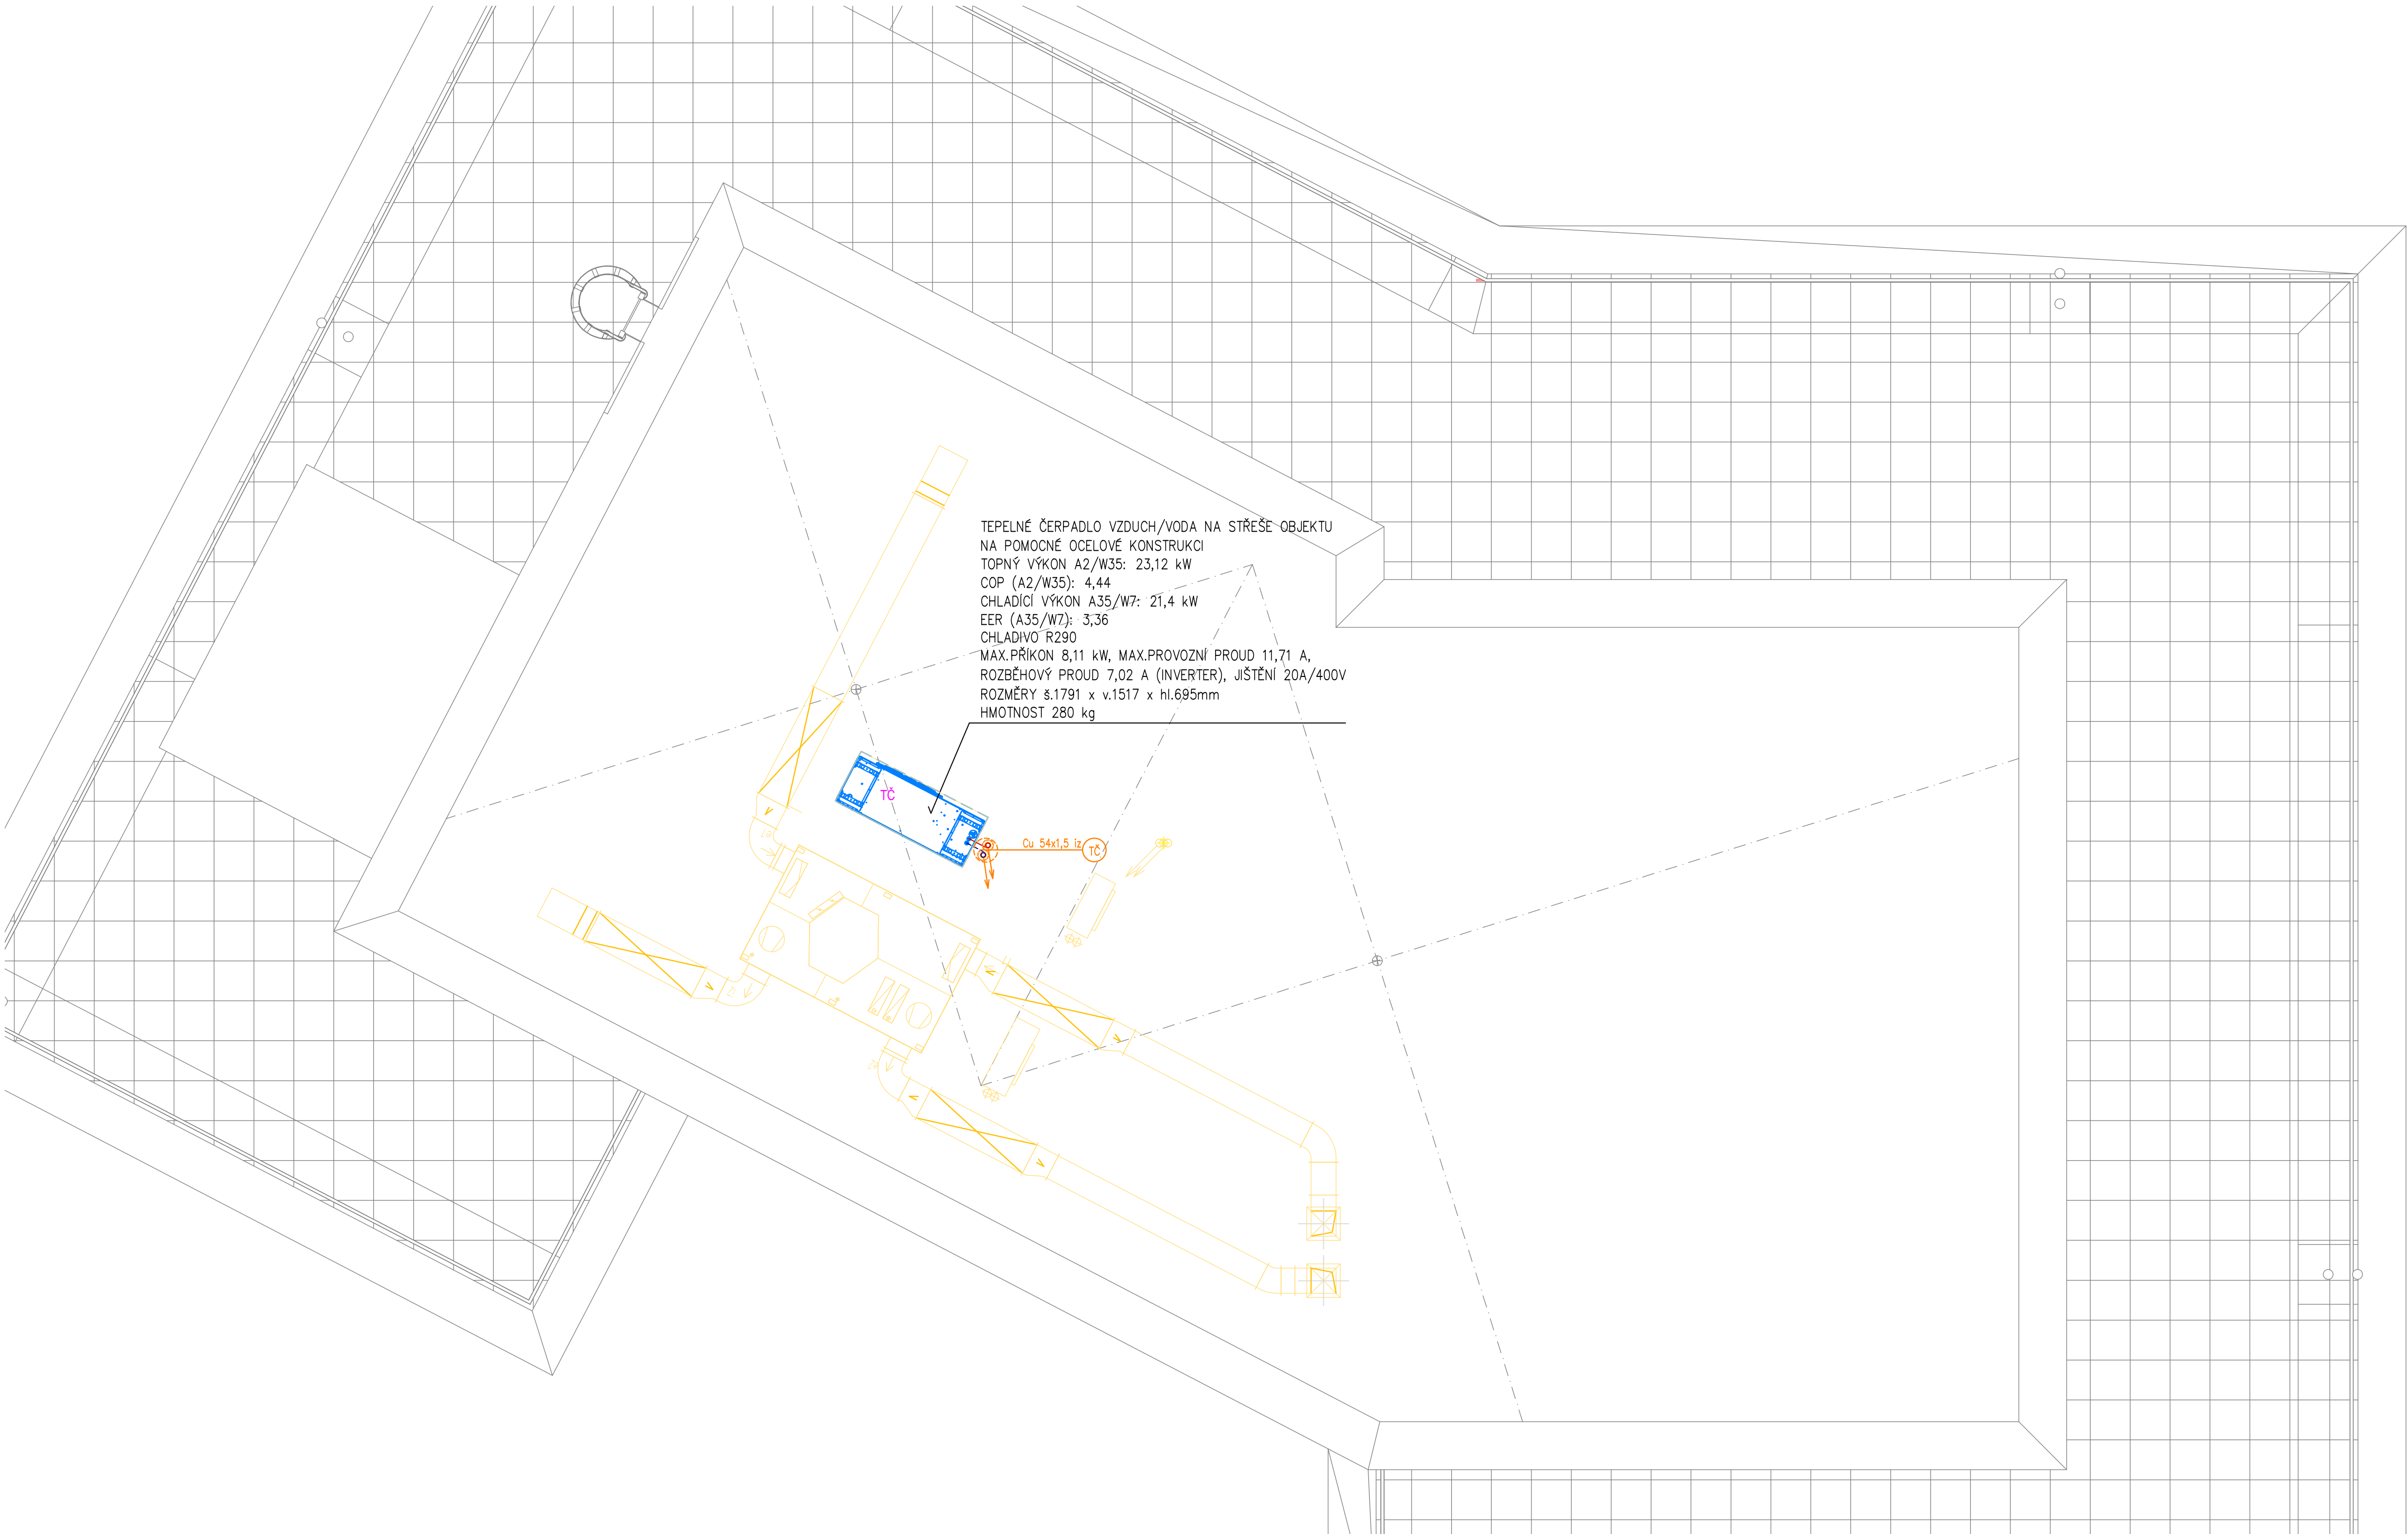 TEPELNÉ ČERPADLO VZDUCH/VODA NA STŘEŠE OBJEKTU
NA POMOCNÉ OCELOVÉ KONSTRUKCI
TOPNÝ VÝKON A2/W35: 23,12 kW
COP (A2/W35): 4,44
CHLADÍCÍ VÝKON A35/W7: 21,4 kW
EER (A35/W7): 3,36
CHLADIVO R290
MAX.PŘÍKON 8,11 kW, MAX.PROVOZNÍ PROUD 11,71 A,
ROZBĚHOVÝ PROUD 7,02 A (INVERTER), JIŠTĚNÍ 20A/400V
ROZMĚRY š.1791 x v.1517 x hl.695mm
HMOTNOST 280 kg
TČ
Cu 54x1,5 iz
TČ